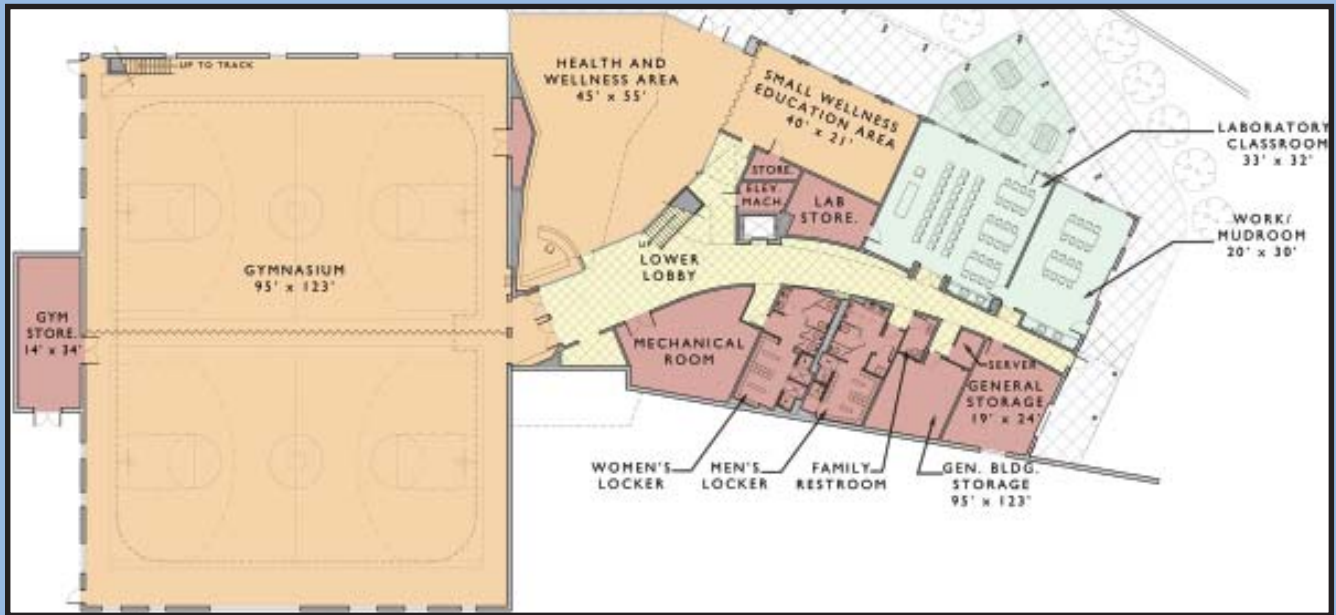 UP TO TRACK
HEALTH AND
WELLNESS AREA
45' x 55'
SMALL WELLNESS
EDUCATION AREA
40' x 21'
LABORATORY
CLASSROOM
33' x 32'
STORE.
ELEV.
MACH.
LAB
STORE.
WORK/
MUDROOM
20' x 30'
UP
LOWER
LOBBY
GYMNASIUM
95' x 123'
GYM
STORE.
14' x 34'
MECHANICAL
ROOM
SERVER
GENERAL
STORAGE
19' x 24'
WOMEN'S
LOCKER
MEN'S
LOCKER
FAMILY
RESTROOM
GEN. BLDG.
STORAGE
95' x 123'